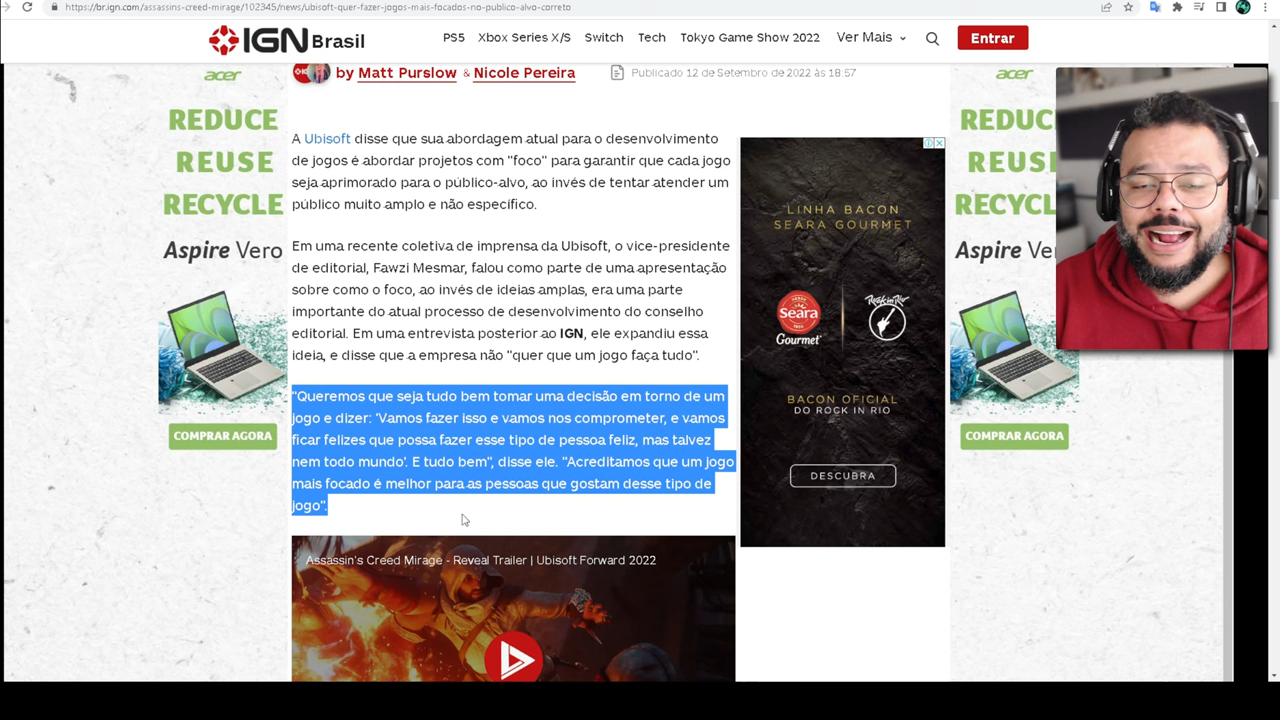 https://br.ign.com/assassins-creed-mirage/102345/news/ubisoft-quer-fazer-jogos-mais-focados-no-publico-alvo-correto
IGN Brasil
PS5 Xbox Series X/S Switch Tech Tokyo Game Show 2022 Ver Mais
Entrar
by Matt Purslow & Nicole Pereira
Publicado 12 de Setembro de 2022 às 18:57
acer
REDUCE
REUSE
RECYCLE
Aspire Vero
COMPRAR AGORA
A Ubisoft disse que sua abordagem atual para o desenvolvimento
de jogos é abordar projetos com "foco" para garantir que cada jogo
seja aprimorado para o público-alvo, ao invés de tentar atender um
público muito amplo e não específico.
Em uma recente coletiva de imprensa da Ubisoft, o vice-presidente
de editorial, Fawzi Mesmar, falou como parte de uma apresentação
sobre como o foco, ao invés de ideias amplas, era uma parte
importante do atual processo de desenvolvimento do conselho
editorial. Em uma entrevista posterior ao IGN, ele expandiu essa
ideia, e disse que a empresa não "quer que um jogo faça tudo".
"Queremos que seja tudo bem tomar uma decisão em torno de um
jogo e dizer: 'Vamos fazer isso e vamos nos comprometer, e vamos
ficar felizes que possa fazer esse tipo de pessoa feliz, mas talvez
nem todo mundo'. E tudo bem", disse ele. "Acreditamos que um jogo
mais focado é melhor para as pessoas que gostam desse tipo de
jogo".
Assassin's Creed Mirage - Reveal Trailer | Ubisoft Forward 2022
LINHA BACON
SEARA GOURMET
Seara
Gourmet
Rock in Rio
BACON OFICIAL
DO ROCK IN RIO
DESCUBRA
acer
REDUCE
REUS
RECYCLE
Aspire Ve
COMPRAR AGORA